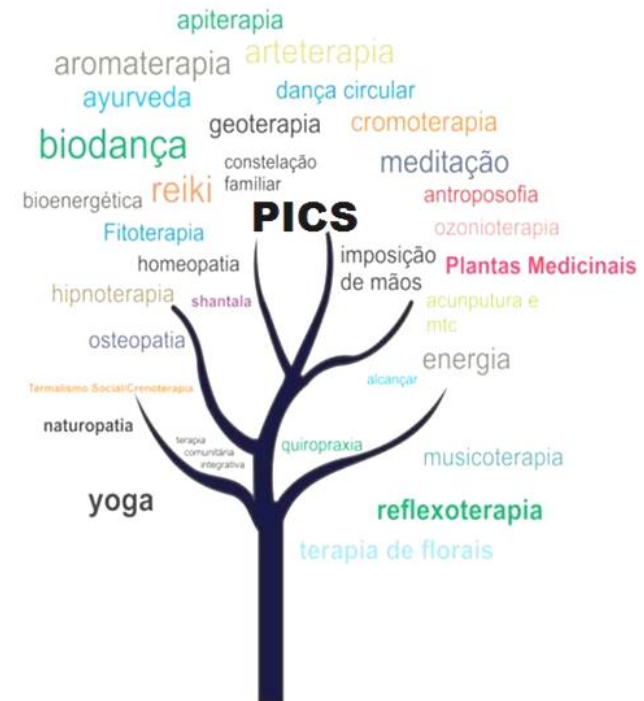 apiterapia
arteterapia
aromaterapia
ayurveda
dança circular
geoterapia
cromoterapia
biodança
constelação
familiar
meditação
bioenergética
reiki
antroposofia
PICS
Fitoterapia
ozonioterapia
homeopatia
imposição
de mãos
Plantas Medicinais
hipnoterapia
shantala
acunputura e
mtc
osteopatia
energia
alcançar
Termalismo Social/Crenoterapia
naturopatia
terapia
comunitária
integrativa
quiropraxia
musicoterapia
yoga
reflexoterapia
terapia de florais